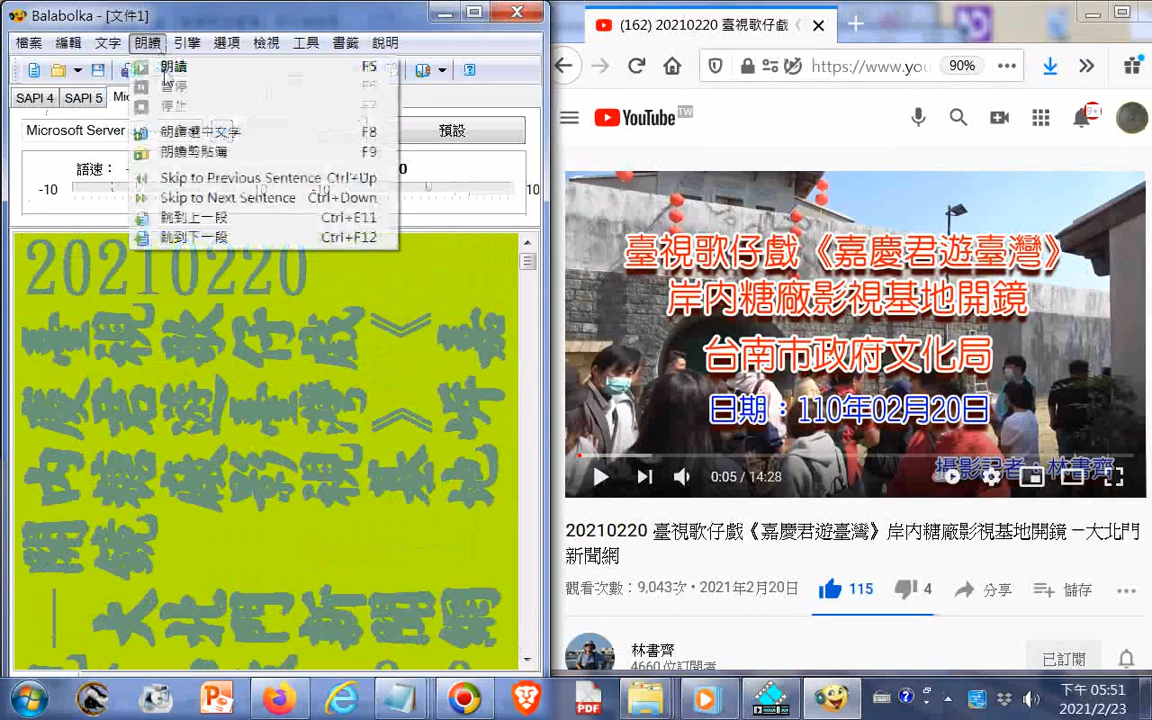 Balabolka - [文件1]
檔案 編輯 文字 朗讀 引擎 選項 檢視 工具 書籤 說明
SAPI 4 SAPI 5
Microsoft Server
預設
語速：
-10
10
0
朗讀 F5
暫停 F6
停止 F7
朗讀選中文字 F8
朗讀剪貼簿 F9
Skip to Previous Sentence Ctrl+Up
Skip to Next Sentence Ctrl+Down
跳到上一段 Ctrl+F11
跳到下一段 Ctrl+F12
20210220
臺視歌仔戲《嘉
慶君遊臺灣》岸
內糖廠影視基地
開鏡
—大北門新聞網
(162) 20210220 臺視歌仔戲《
https://www.you
90%
YouTube TW
9+
臺視歌仔戲《嘉慶君遊臺灣》
岸內糖廠影視基地開鏡
台南市政府文化局
日期：110年02月20日
攝影記者：林書齊
0:05 / 14:28
20210220 臺視歌仔戲《嘉慶君遊臺灣》岸內糖廠影視基地開鏡 —大北門
新聞網
觀看次數：9,043次 • 2021年2月20日
115
4
分享
儲存
林書齊
4660位訂閱者
已訂閱
下午 05:51
2021/2/23